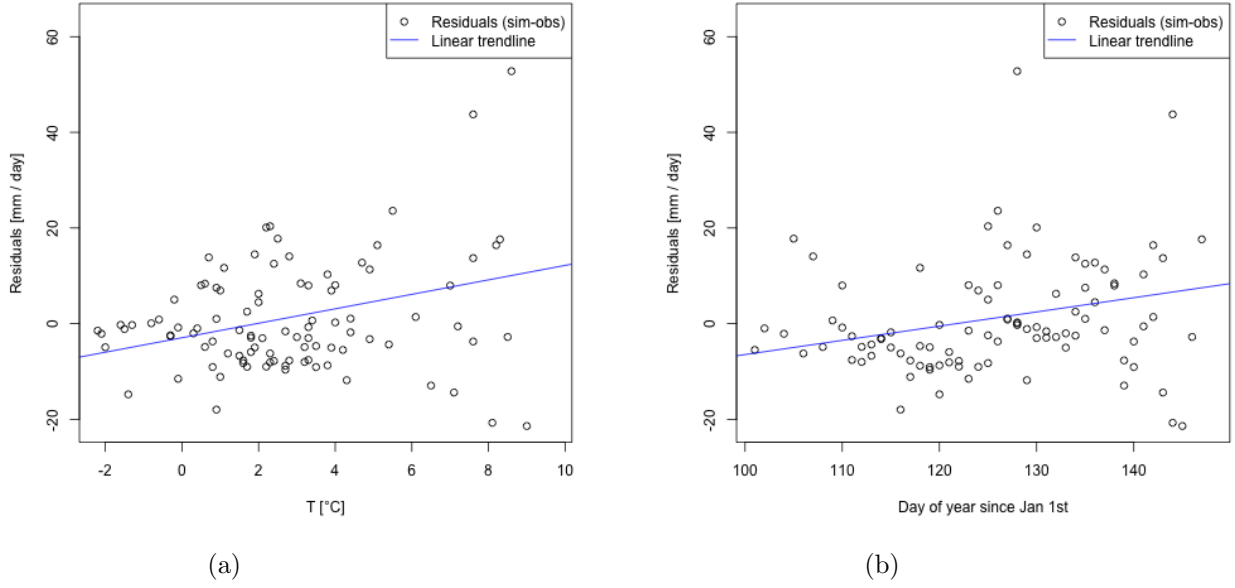 Residuals (sim-obs)
Linear trendline
60
40
20
0
-20
Residuals [mm / day]
-2 0 2 4 6 8 10
T [°C]
(a)
Residuals (sim-obs)
Linear trendline
60
40
20
0
-20
Residuals [mm / day]
100 110 120 130 140
Day of year since Jan 1st
(b)